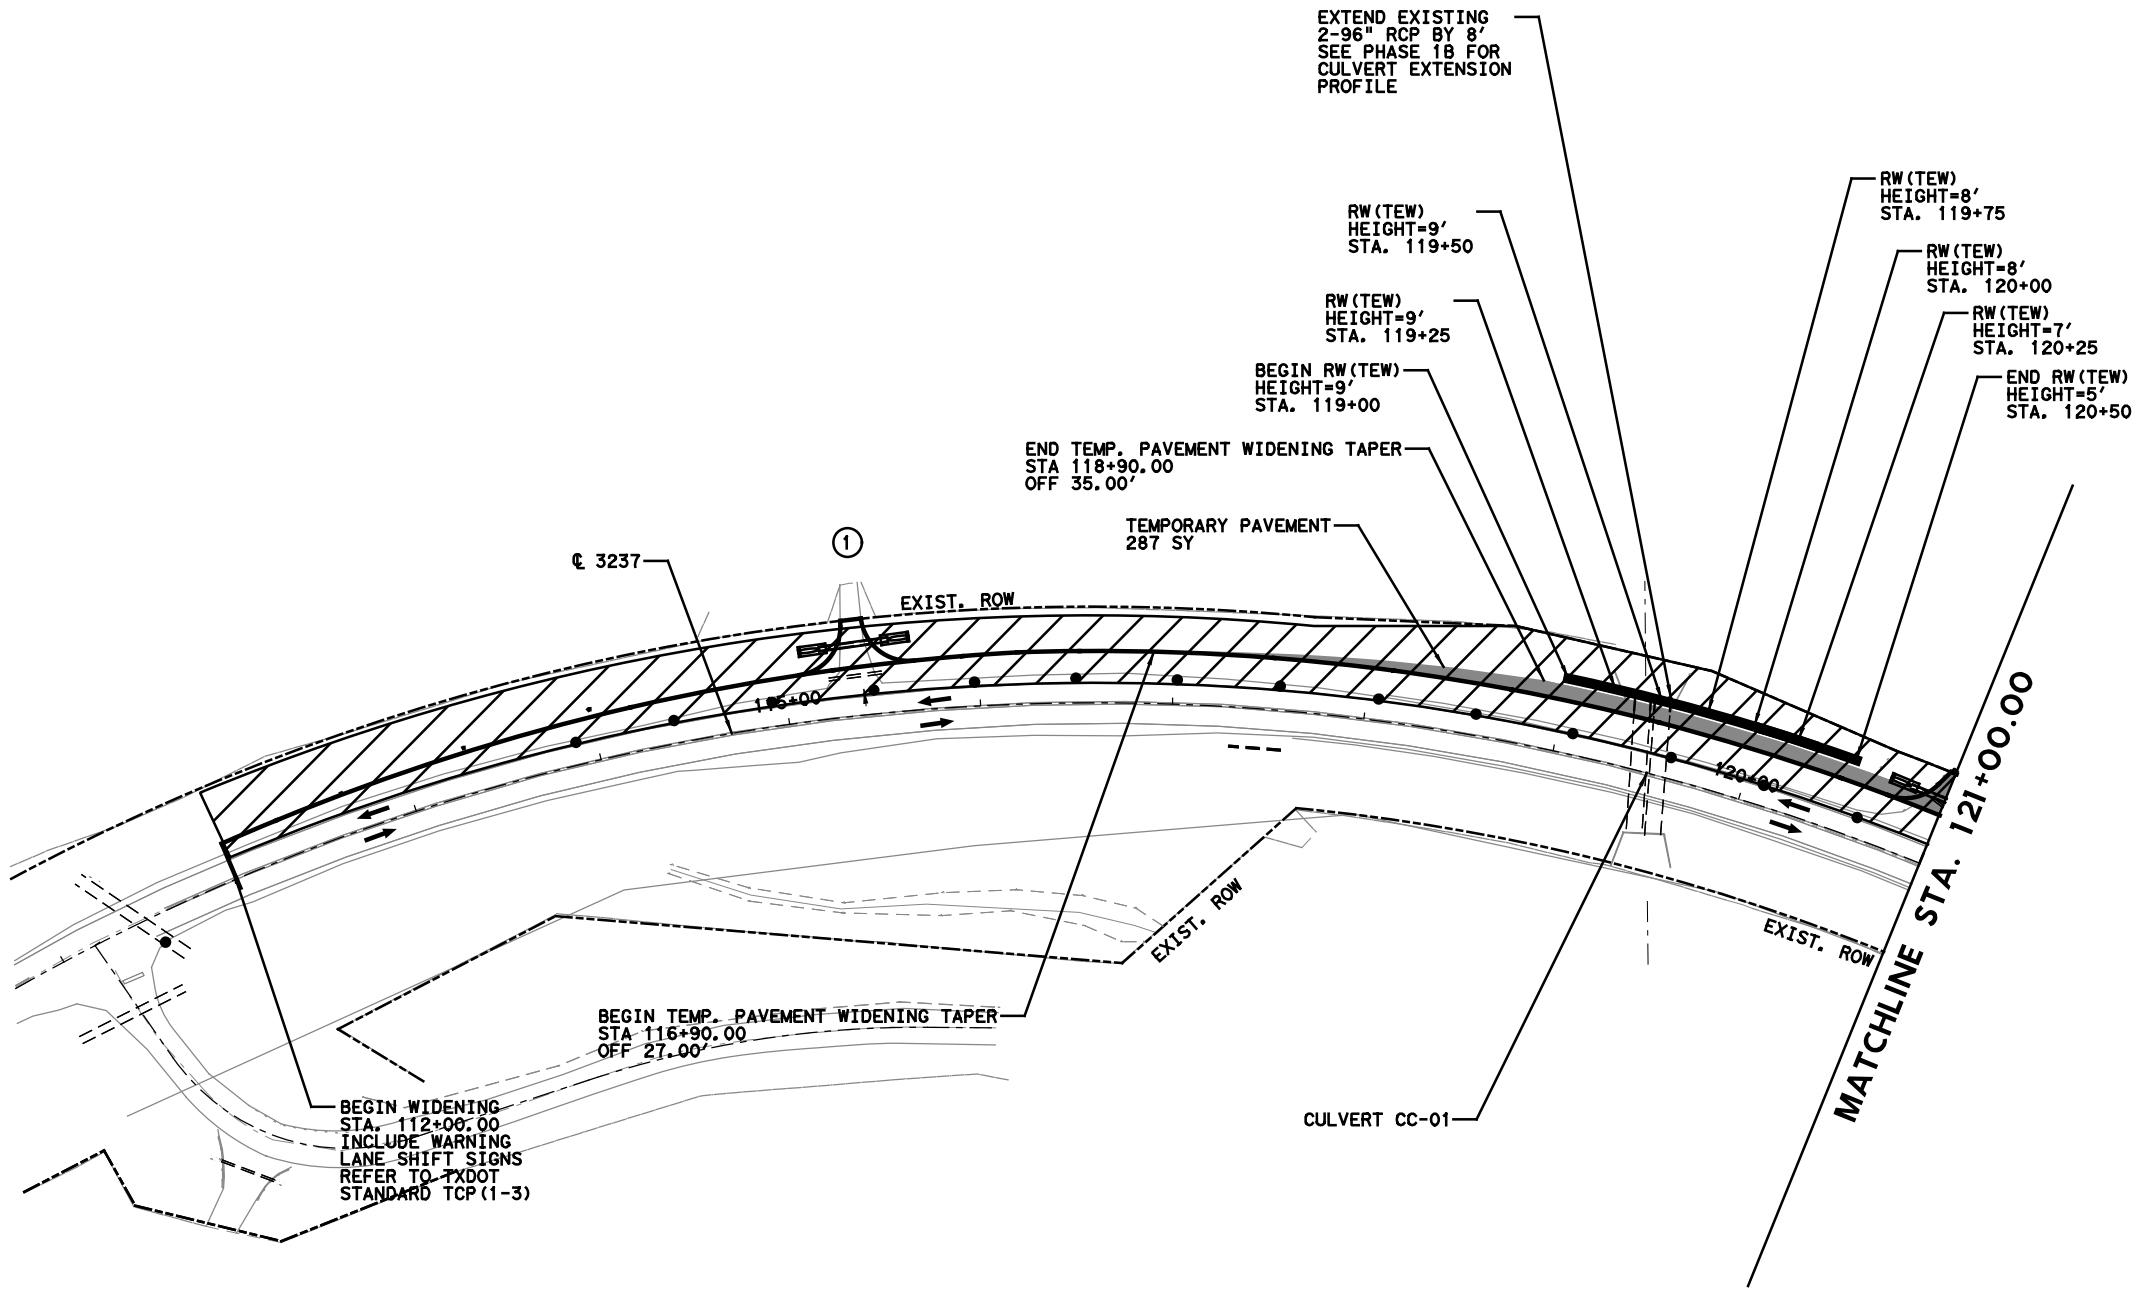 EXTEND EXISTING
2-96" RCP BY 8'
SEE PHASE 1B FOR
CULVERT EXTENSION
PROFILE
RW(TEW)
HEIGHT=8'
STA. 119+75
RW(TEW)
HEIGHT=9'
STA. 119+50
RW(TEW)
HEIGHT=8'
STA. 120+00
RW(TEW)
HEIGHT=9'
STA. 119+25
RW(TEW)
HEIGHT=7'
STA. 120+25
BEGIN RW(TEW)
HEIGHT=9'
STA. 119+00
END RW(TEW)
HEIGHT=5'
STA. 120+50
END TEMP. PAVEMENT WIDENING TAPER
STA 118+90.00
OFF 35.00'
TEMPORARY PAVEMENT
287 SY
1
℄ 3237
EXIST. ROW
115+00
120+00
MATCHLINE STA. 121+00.00
EXIST. ROW
EXIST. ROW
BEGIN TEMP. PAVEMENT WIDENING TAPER
STA 116+90.00
OFF 27.00'
CULVERT CC-01
BEGIN WIDENING
STA. 112+00.00
INCLUDE WARNING
LANE SHIFT SIGNS
REFER TO TXDOT
STANDARD TCP(1-3)